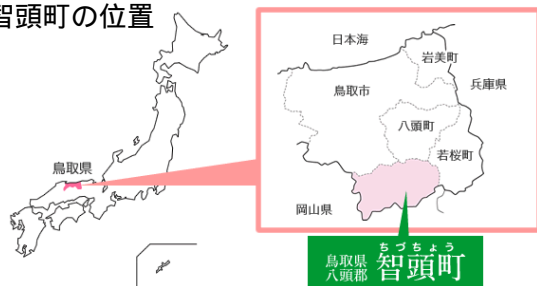 智頭町の位置
鳥取県
日本海
岩美町
兵庫県
鳥取市
八頭町
若桜町
岡山県
鳥取県
八頭郡
ちづちょう
智頭町